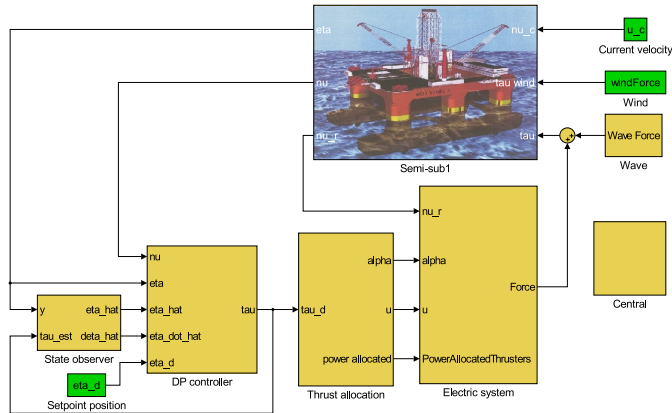 eta
nu_c
u_c
Current velocity
nu
tau wind
windForce
Wind
nu_r
tau
Wave Force
Wave
Semi-sub1
nu_r
nu
alpha
alpha
eta
Force
Central
y
eta_hat
eta_hat
tau
tau_d
u
u
tau_est
deta_hat
eta_dot_hat
State observer
eta_d
power allocated
PowerAllocatedThrusters
eta_d
DP controller
Thrust allocation
Electric system
Setpoint position